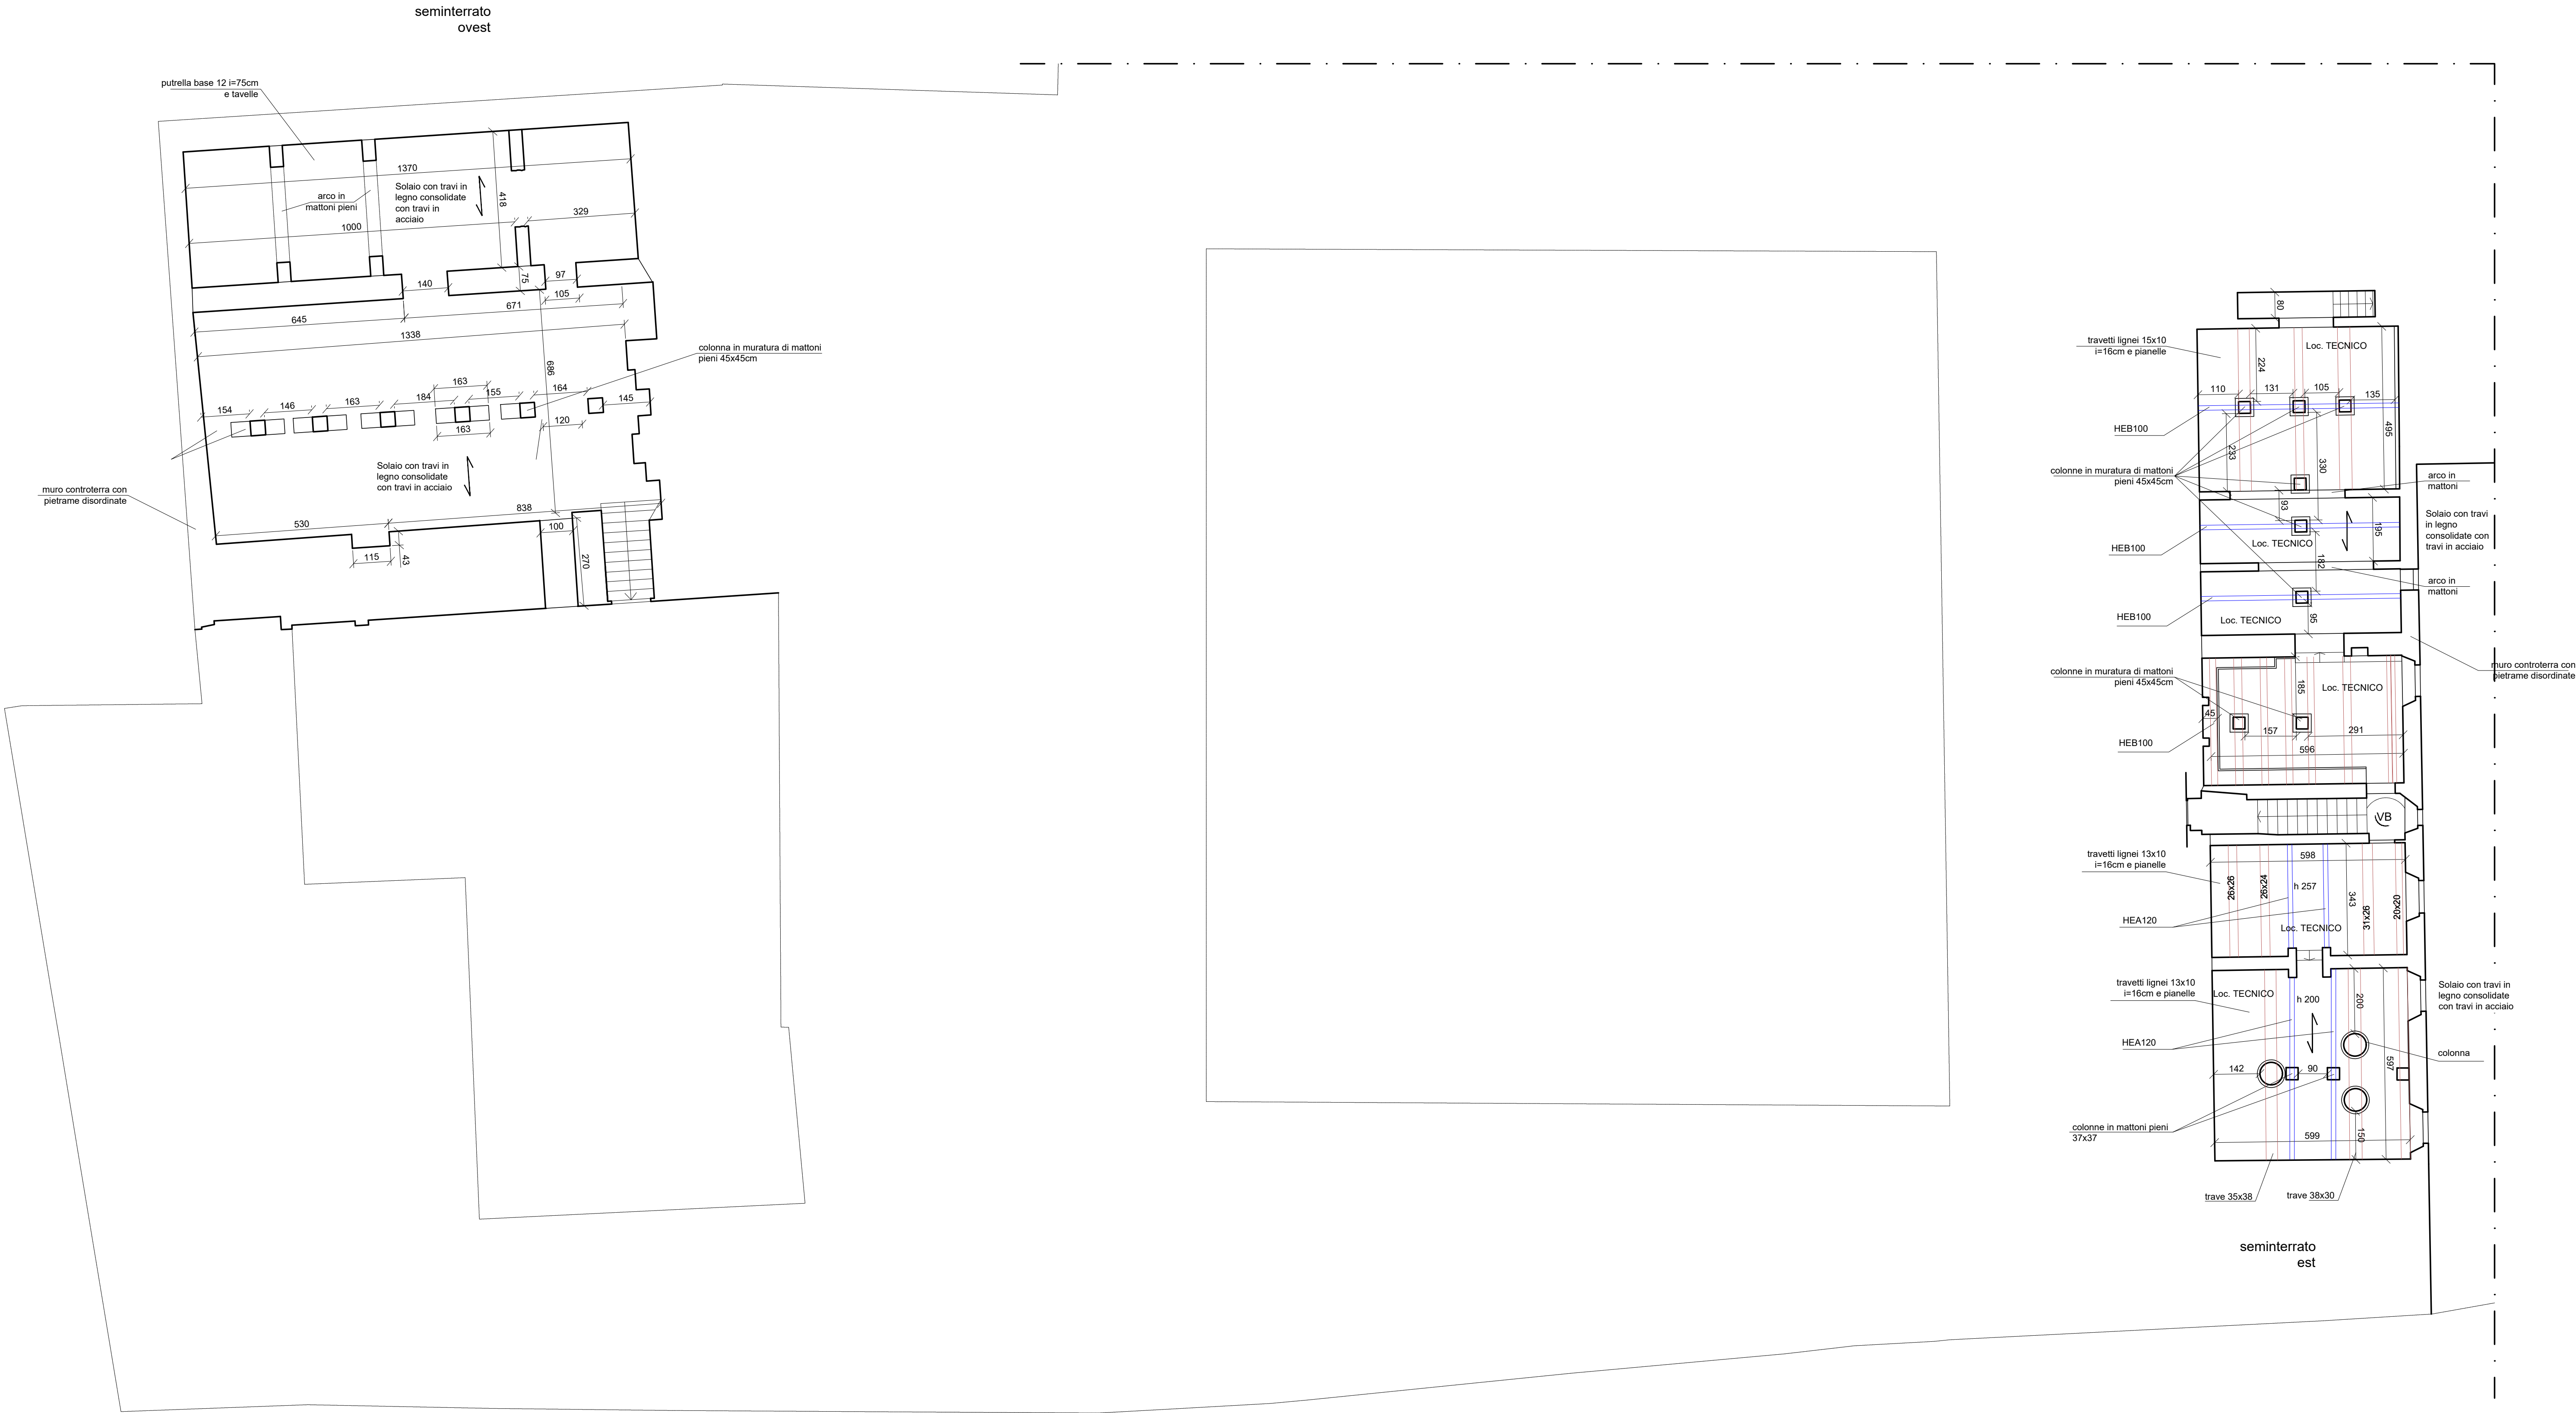 seminterrato
ovest
putrella base 12 i=75cm
e tavelle
1370
arco in
mattoni pieni
Solaio con travi in
legno consolidate
con travi in
acciaio
418
329
1000
75
97
140
105
671
645
1338
686
colonna in muratura di mattoni
pieni 45x45cm
163
155
164
184
163
146
154
145
163
120
Solaio con travi in
legno consolidate
con travi in acciaio
muro controterra con
pietrame disordinate
838
530
100
115
43
270
80
travetti lignei 15x10
i=16cm e pianelle
Loc. TECNICO
224
110
131
105
135
HEB100
495
233
330
colonne in muratura di mattoni
pieni 45x45cm
arco in
mattoni
93
195
Solaio con travi
in legno
consolidate con
travi in acciaio
HEB100
Loc. TECNICO
182
arco in
mattoni
HEB100
Loc. TECNICO
95
muro controterra con
pietrame disordinate
colonne in muratura di mattoni
pieni 45x45cm
185
Loc. TECNICO
45
157
291
HEB100
596
VB
travetti lignei 13x10
i=16cm e pianelle
598
26x26
26x24
h 257
343
31x26
20x20
HEA120
Loc. TECNICO
travetti lignei 13x10
i=16cm e pianelle
Loc. TECNICO
h 200
200
Solaio con travi in
legno consolidate
con travi in acciaio
HEA120
colonna
597
142
90
colonne in mattoni pieni
37x37
599
150
trave 35x38
trave 38x30
seminterrato
est